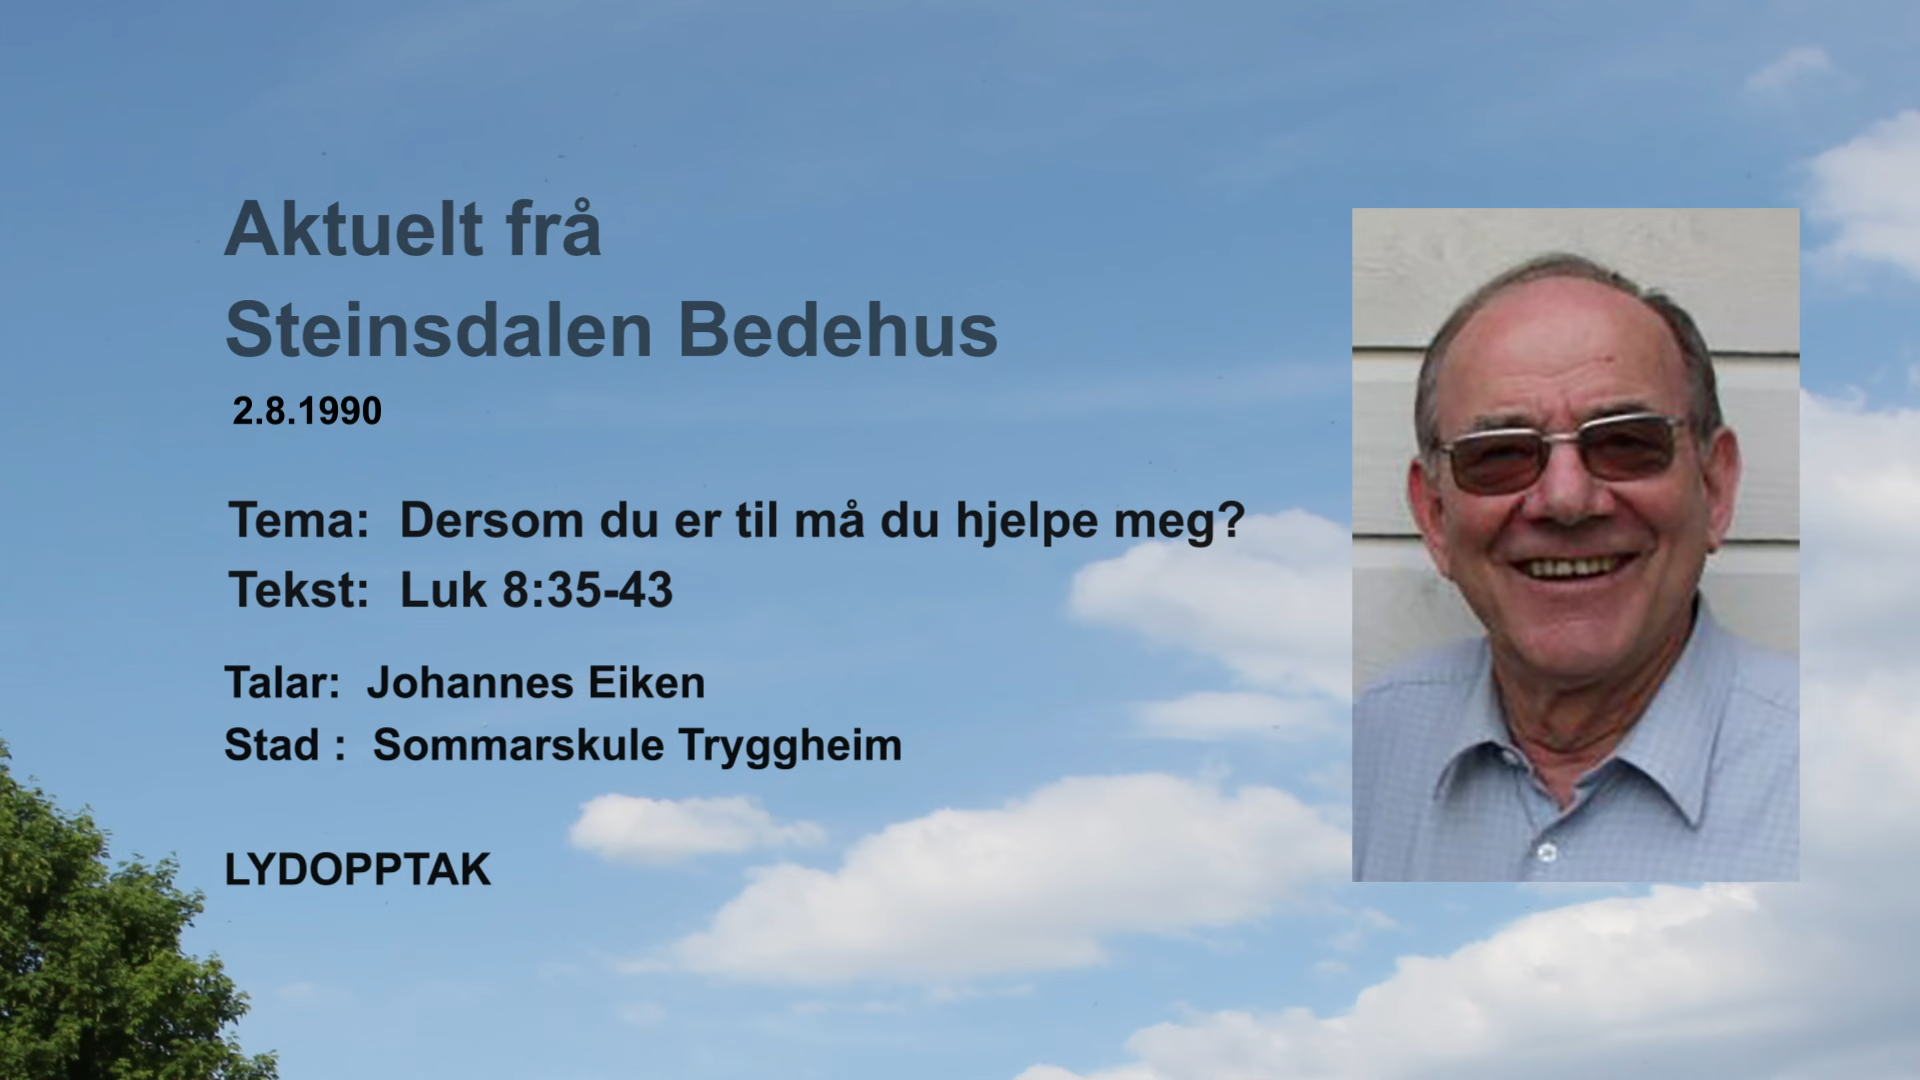 Aktuelt frå
Steinsdalen Bedehus
2.8.1990
Tema: Dersom du er til må du hjelpe meg?
Tekst: Luk 8:35-43
Talar: Johannes Eiken
Stad : Sommarskule Tryggheim
LYDOPPTAK